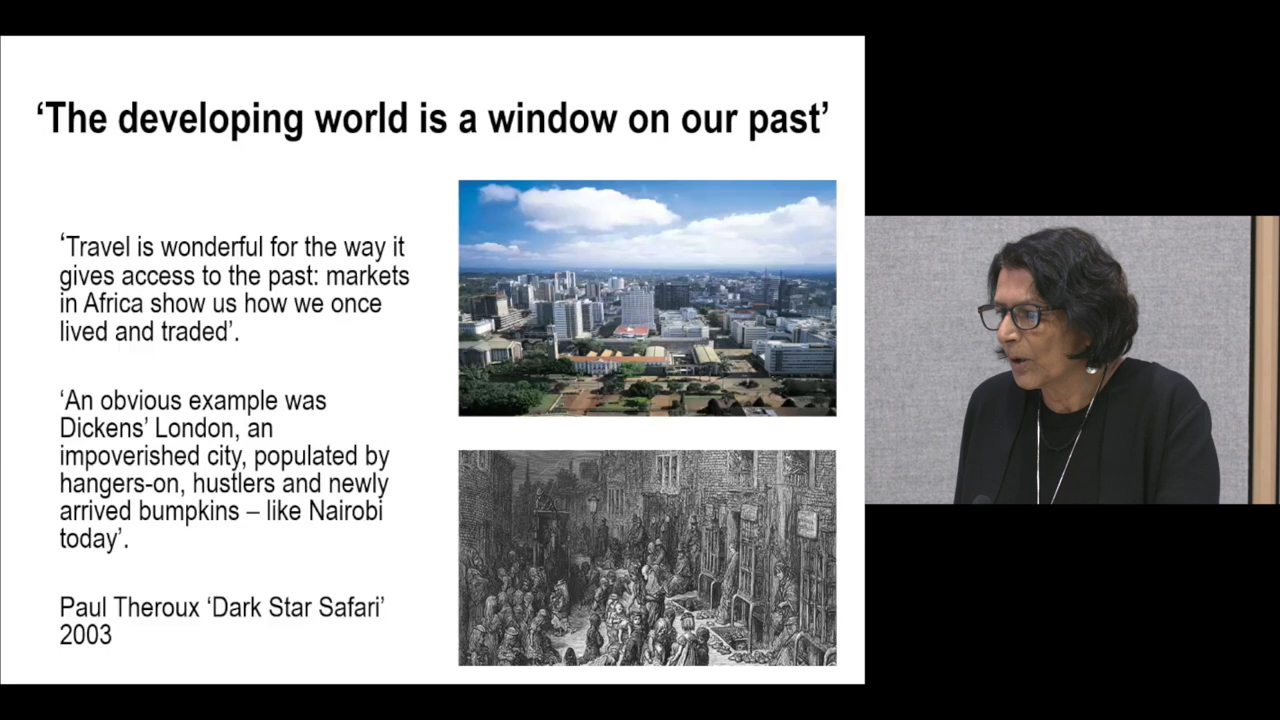 ‘The developing world is a window on our past’
‘Travel is wonderful for the way it
gives access to the past: markets
in Africa show us how we once
lived and traded’.
‘An obvious example was
Dickens’ London, an
impoverished city, populated by
hangers-on, hustlers and newly
arrived bumpkins – like Nairobi
today’.
Paul Theroux ‘Dark Star Safari’
2003